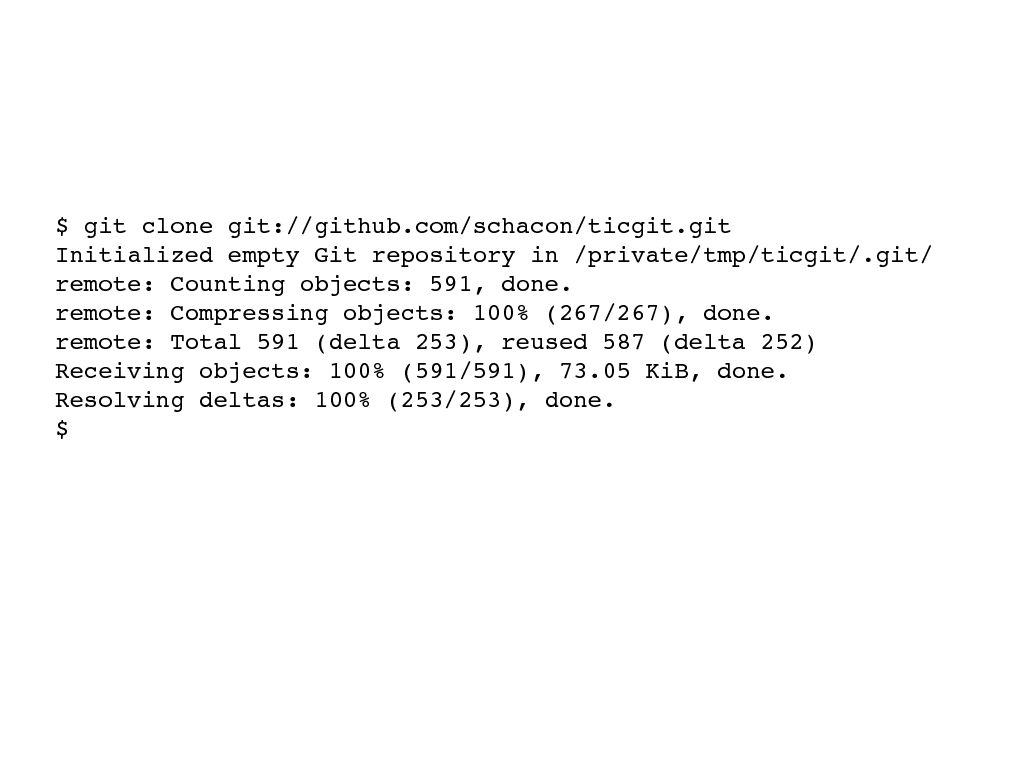 $ git clone git://github.com/schacon/ticgit.git
Initialized empty Git repository in /private/tmp/ticgit/.git/
remote: Counting objects: 591, done.
remote: Compressing objects: 100% (267/267), done.
remote: Total 591 (delta 253), reused 587 (delta 252)
Receiving objects: 100% (591/591), 73.05 KiB, done.
Resolving deltas: 100% (253/253), done.
$